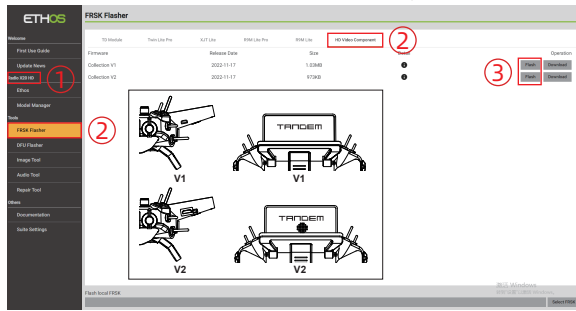 ETHOS
FRSK Flasher
Welcome
First Use Guide
Update News
Radio X20 HD
①
Ethos
Model Manager
Tools
FRSK Flasher
②
DFU Flasher
Image Tool
Audio Tool
Repair Tool
Others
Documentation
Suite Settings
TD Module
Twin Lite Pro
XJT Lite
R9M Lite Pro
R9M Lite
HD Video Component
②
Firmware
Release Date
Size
Operation
Collection V1
2022-11-17
1.03MB
③
Flash
Download
Collection V2
2022-11-17
973KB
Flash
Download
TANDEM
V1
V1
TANDEM
V2
V2
Flash local FRSK
激活 Windows
Select FRSK